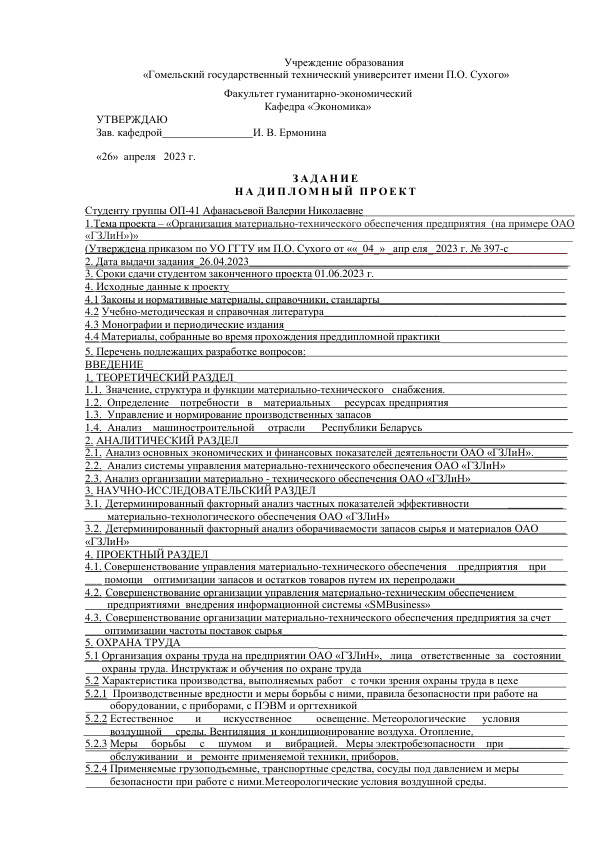 Учреждение образования
«Гомельский государственный технический университет имени П.О. Сухого»
Факультет гуманитарно-экономический
Кафедра «Экономика»
УТВЕРЖДАЮ
Зав. кафедрой_________________И. В. Ермонина
«26» апреля 2023 г.
ЗАДАНИЕ
НА ДИПЛОМНЫЙ ПРОЕКТ
Студенту группы ОП-41 Афанасьевой Валерии Николаевне
1.Тема проекта – «Организация материально-технического обеспечения предприятия (на примере ОАО
«ГЗЛиН»)»
(Утверждена приказом по УО ГГТУ им П.О. Сухого от ««_04_» _апр еля_ 2023 г. № 397-с
2. Дата выдачи задания_26.04.2023
3. Сроки сдачи студентом законченного проекта 01.06.2023 г.
4. Исходные данные к проекту
4.1 Законы и нормативные материалы, справочники, стандарты
4.2 Учебно-методическая и справочная литература
4.3 Монографии и периодические издания
4.4 Материалы, собранные во время прохождения преддипломной практики
5. Перечень подлежащих разработке вопросов:
ВВЕДЕНИЕ
1. ТЕОРЕТИЧЕСКИЙ РАЗДЕЛ
1.1. Значение, структура и функции материально-технического снабжения.
1.2. Определение потребности в материальных ресурсах предприятия
1.3. Управление и нормирование производственных запасов
1.4. Анализ машиностроительной отрасли Республики Беларусь
2. АНАЛИТИЧЕСКИЙ РАЗДЕЛ
2.1. Анализ основных экономических и финансовых показателей деятельности ОАО «ГЗЛиН».
2.2. Анализ системы управления материально-технического обеспечения ОАО «ГЗЛиН»
2.3. Анализ организации материально - технического обеспечения ОАО «ГЗЛиН»
3. НАУЧНО-ИССЛЕДОВАТЕЛЬСКИЙ РАЗДЕЛ
3.1. Детерминированный факторный анализ частных показателей эффективности
материально-технологического обеспечения ОАО «ГЗЛиН»
3.2. Детерминированный факторный анализ оборачиваемости запасов сырья и материалов ОАО
«ГЗЛиН»
4. ПРОЕКТНЫЙ РАЗДЕЛ
4.1. Совершенствование управления материально-технического обеспечения предприятия при
помощи оптимизации запасов и остатков товаров путем их перепродажи
4.2. Совершенствование организации управления материально-техническим обеспечением
предприятиями внедрения информационной системы «SMBusiness»
4.3. Совершенствование организации материально-технического обеспечения предприятия за счет
оптимизации частоты поставок сырья
5. ОХРАНА ТРУДА
5.1 Организация охраны труда на предприятии ОАО «ГЗЛиН», лица ответственные за состоянии
охраны труда. Инструктаж и обучения по охране труда
5.2 Характеристика производства, выполняемых работ с точки зрения охраны труда в цехе
5.2.1 Производственные вредности и меры борьбы с ними, правила безопасности при работе на
оборудовании, с приборами, с ПЭВМ и оргтехникой
5.2.2 Естественное и искусственное освещение. Метеорологические условия
воздушной среды. Вентиляция и кондиционирование воздуха. Отопление,
5.2.3 Меры борьбы с шумом и вибрацией. Меры электробезопасности при
обслуживании и ремонте применяемой техники, приборов.
5.2.4 Применяемые грузоподъемные, транспортные средства, сосуды под давлением и меры
безопасности при работе с ними.Метеорологические условия воздушной среды.